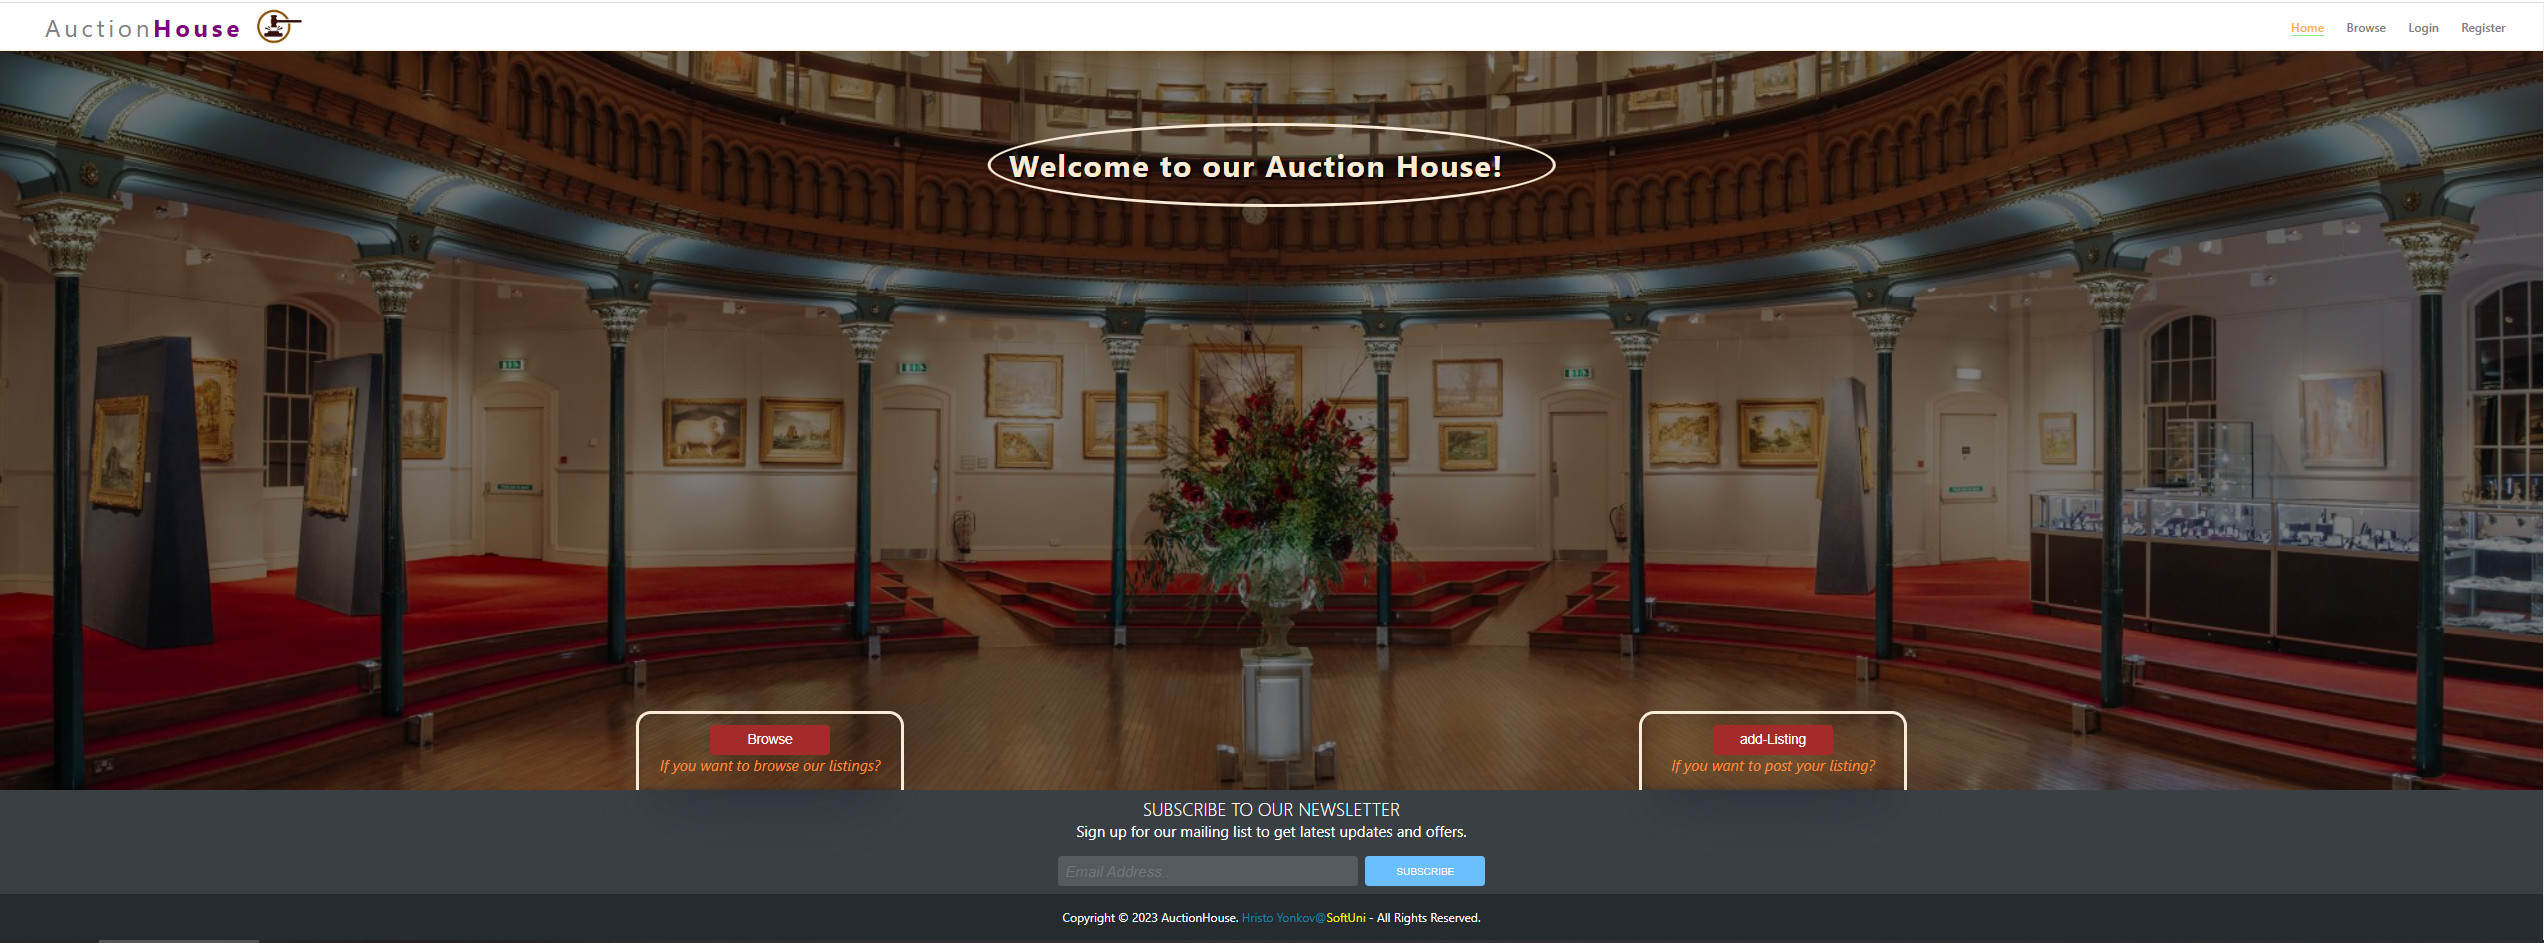 AuctionHouse
Home Browse Login Register
Welcome to our Auction House!
Browse
If you want to browse our listings?
add-Listing
If you want to post your listing?
SUBSCRIBE TO OUR NEWSLETTER
Sign up for our mailing list to get latest updates and offers.
Email Address..
SUBSCRIBE
Copyright © 2023 AuctionHouse. Hristo Yonkov@SoftUni - All Rights Reserved.